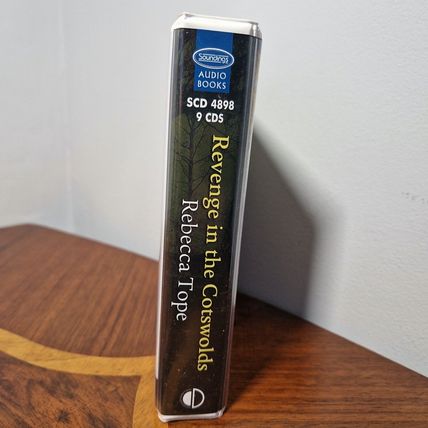 Soundings
AUDIO
BOOKS
SCD 4898
9 CDS
Revenge in the Cotswolds
Rebecca Tope